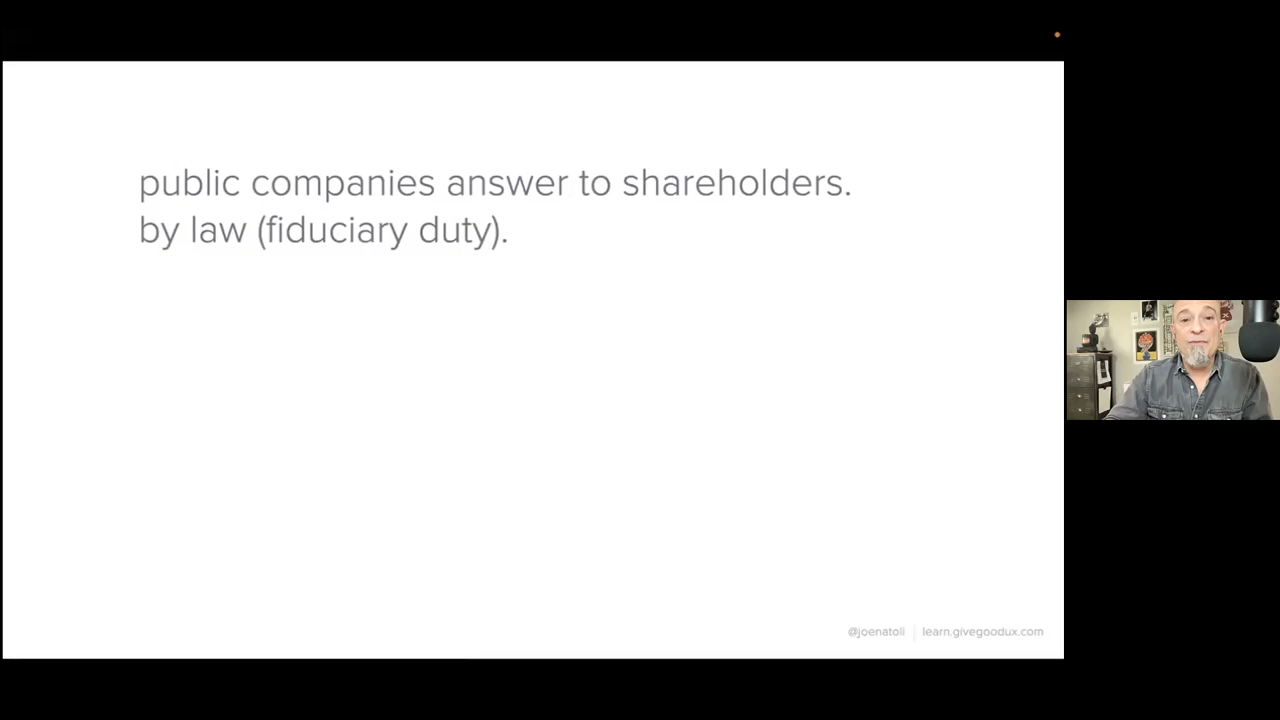 public companies answer to shareholders.
by law (fiduciary duty).
@joenatoli
learn.givegoodux.com